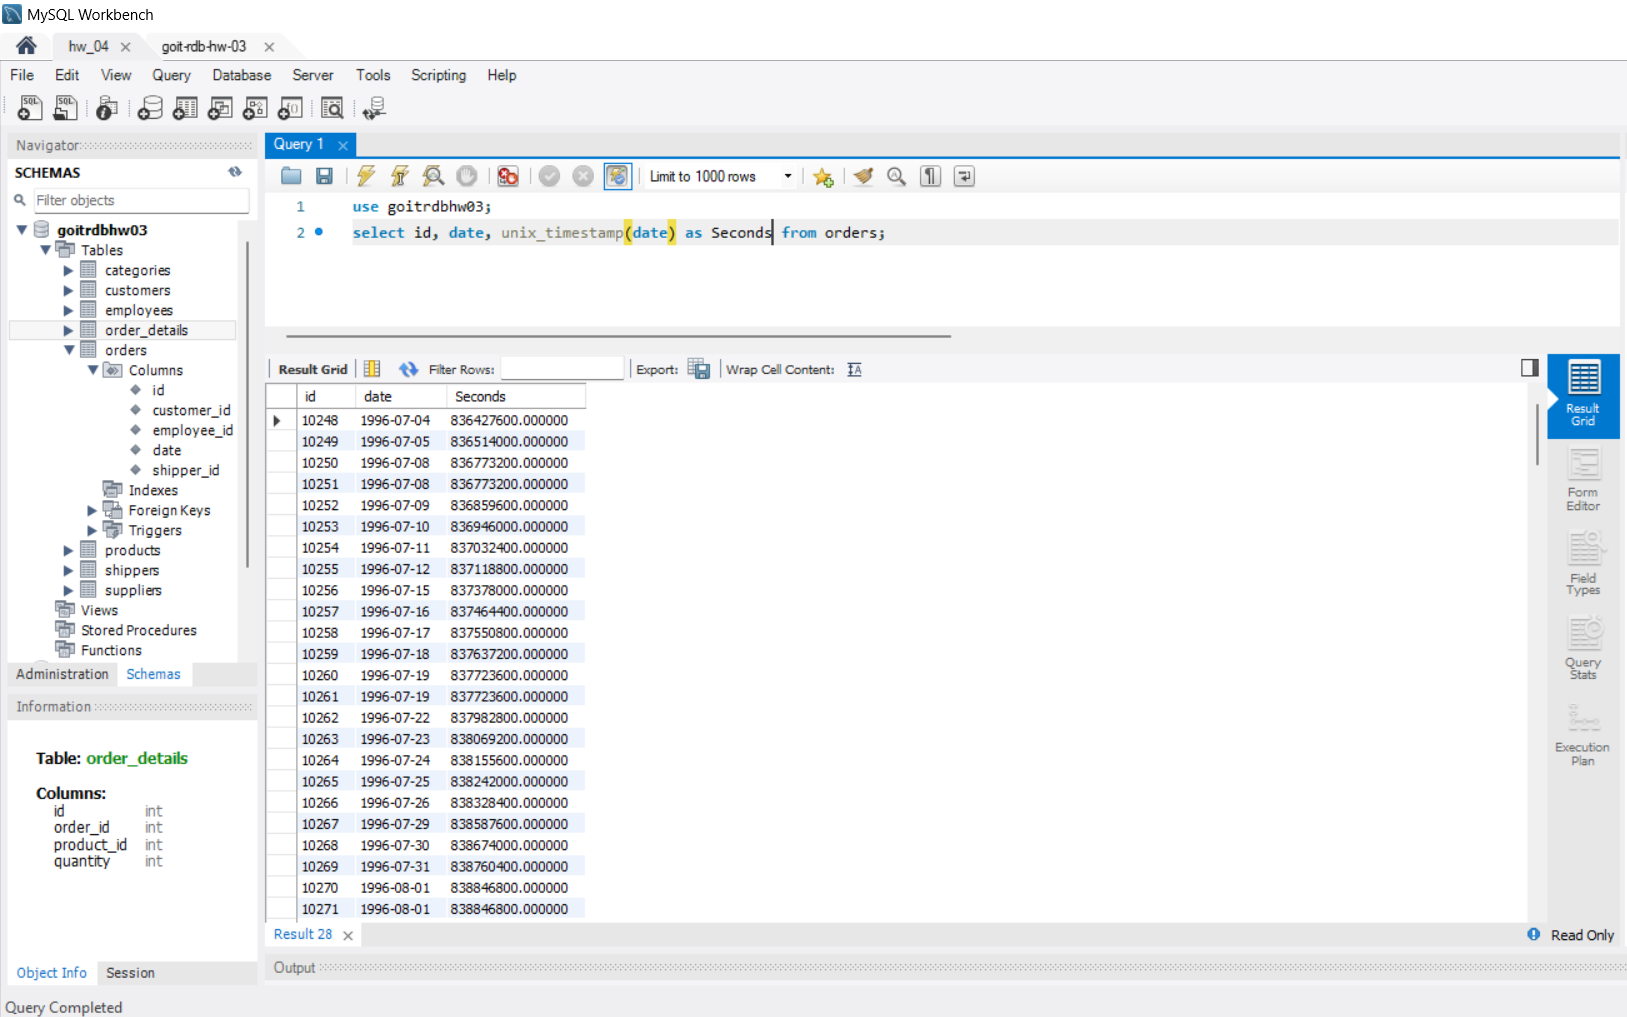 MySQL Workbench
hw_04
goit-rdb-hw-03
File Edit View Query Database Server Tools Scripting Help
Navigator
SCHEMAS
Filter objects
goitrdbhw03
Tables
categories
customers
employees
order_details
orders
Columns
id
customer_id
employee_id
date
shipper_id
Indexes
Foreign Keys
Triggers
products
shippers
suppliers
Views
Stored Procedures
Functions
Administration Schemas
Information
Table: order_details
Columns:
id int
order_id int
product_id int
quantity int
Object Info Session
Query 1
Limit to 1000 rows
1 use goitrdbhw03;
2 select id, date, unix_timestamp(date) as Seconds from orders;
Result Grid Filter Rows: Export: Wrap Cell Content:
id date Seconds
10248 1996-07-04 836427600.000000
10249 1996-07-05 836514000.000000
10250 1996-07-08 836773200.000000
10251 1996-07-08 836773200.000000
10252 1996-07-09 836859600.000000
10253 1996-07-10 836946000.000000
10254 1996-07-11 837032400.000000
10255 1996-07-12 837118800.000000
10256 1996-07-15 837378000.000000
10257 1996-07-16 837464400.000000
10258 1996-07-17 837550800.000000
10259 1996-07-18 837637200.000000
10260 1996-07-19 837723600.000000
10261 1996-07-19 837723600.000000
10262 1996-07-22 837982800.000000
10263 1996-07-23 838069200.000000
10264 1996-07-24 838155600.000000
10265 1996-07-25 838242000.000000
10266 1996-07-26 838328400.000000
10267 1996-07-29 838587600.000000
10268 1996-07-30 838674000.000000
10269 1996-07-31 838760400.000000
10270 1996-08-01 838846800.000000
10271 1996-08-01 838846800.000000
Result
Grid
Form
Editor
Field
Types
Query
Stats
Execution
Plan
Result 28
Read Only
Output
Query Completed